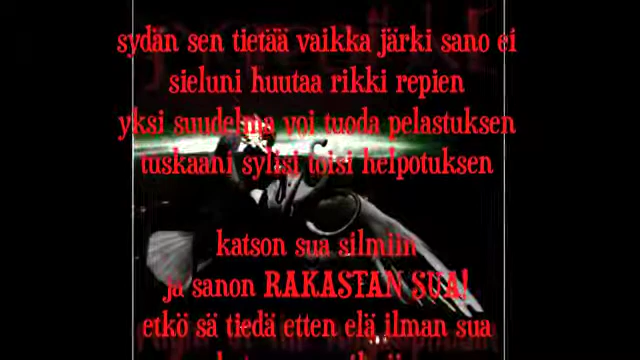 sydän sen tietää vaikka järki sano ei
sieluni huutaa rikki repien
yksi suudelma voi tuoda pelastuksen
tuskaani sylisi toisi helpotuksen
katson sua silmiin
ja sanon RAKASTAN SUA!
etkö sä tiedä etten elä ilman sua